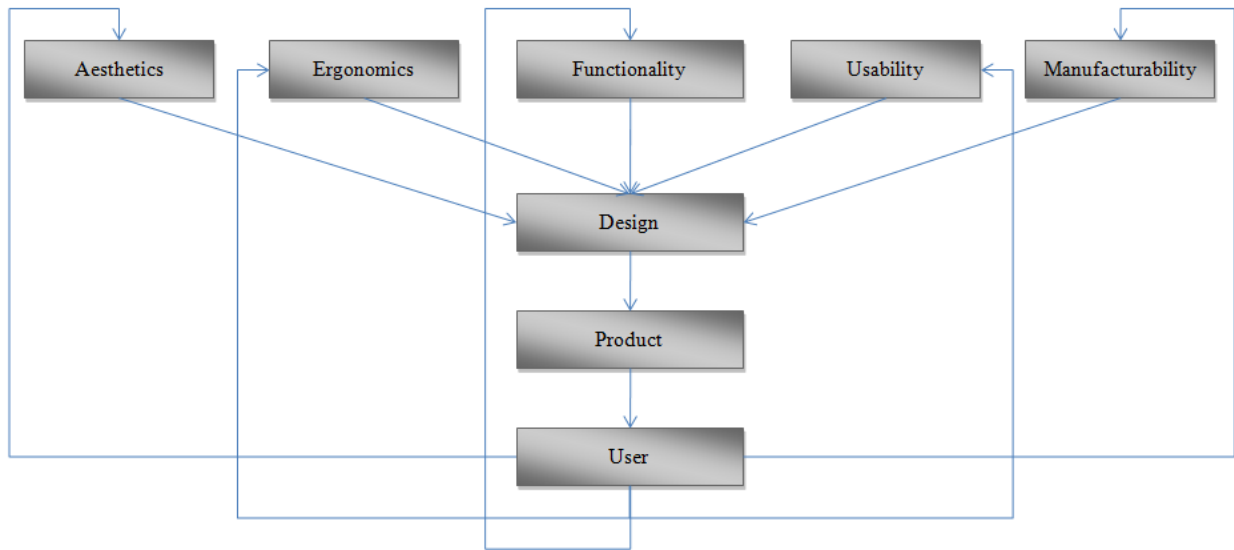 Aesthetics
Ergonomics
Functionality
Usability
Manufacturability
Design
Product
User